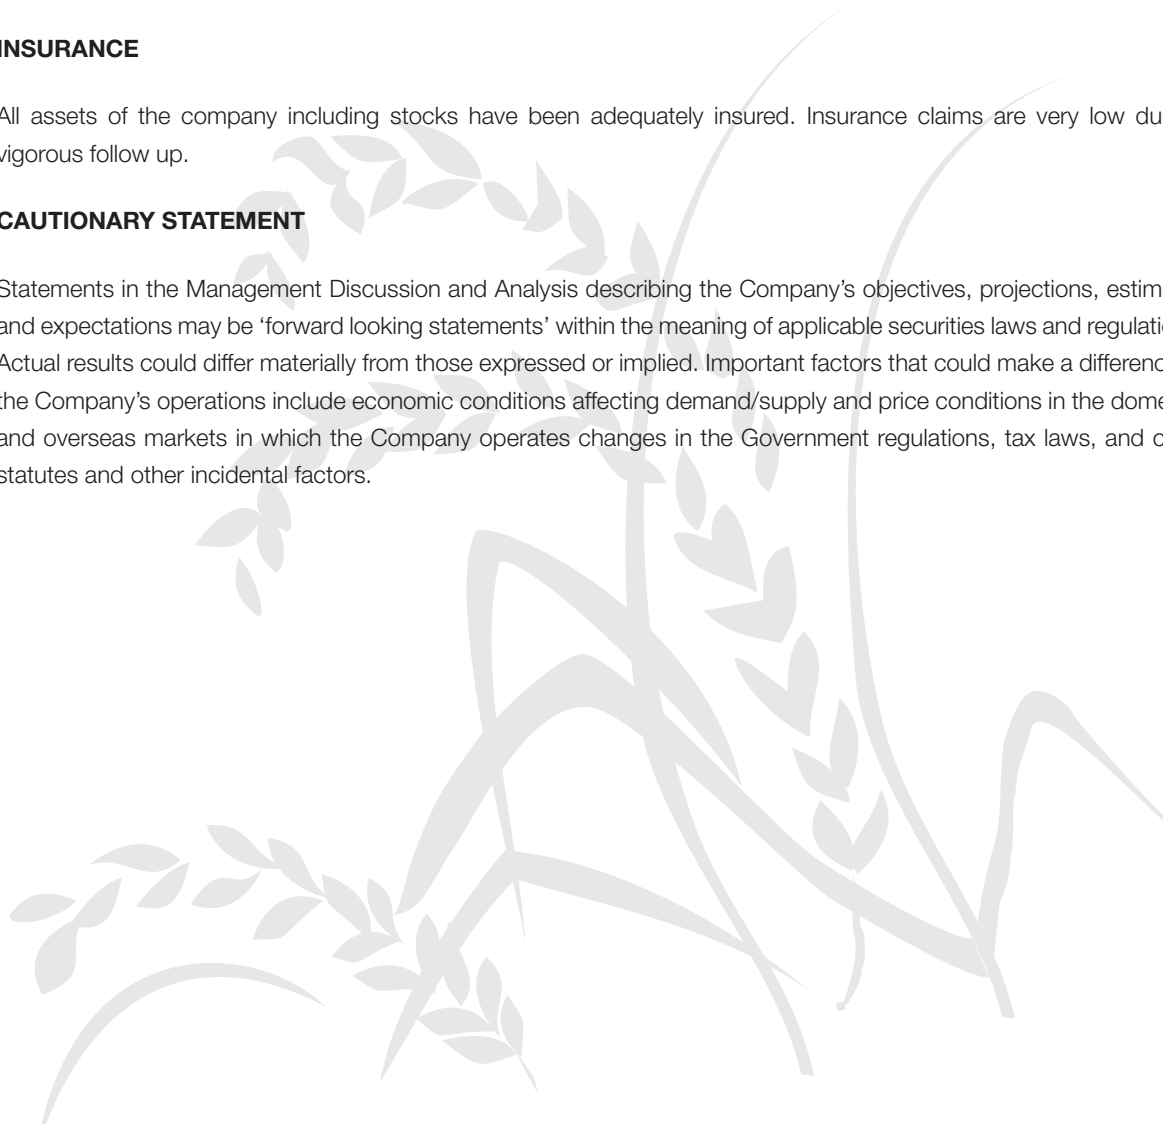 INSURANCE
All assets of the company including stocks have been adequately insured. Insurance claims are very low du
vigorous follow up.
CAUTIONARY STATEMENT
Statements in the Management Discussion and Analysis describing the Company’s objectives, projections, estim
and expectations may be ‘forward looking statements’ within the meaning of applicable securities laws and regulati
Actual results could differ materially from those expressed or implied. Important factors that could make a differenc
the Company’s operations include economic conditions affecting demand/supply and price conditions in the dome
and overseas markets in which the Company operates changes in the Government regulations, tax laws, and o
statutes and other incidental factors.